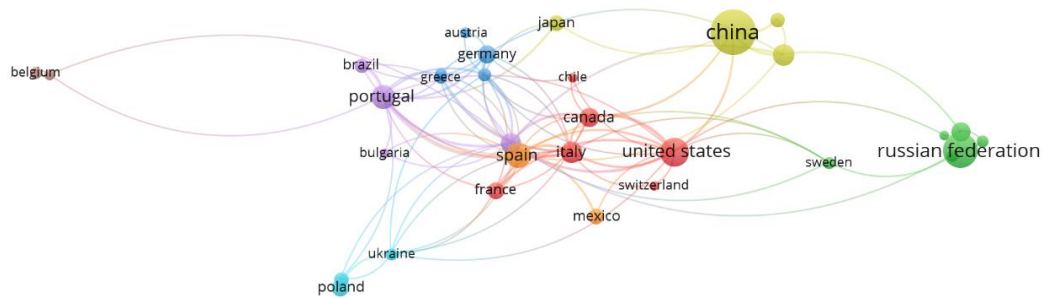 japan
china
austria
germany
belgium
brazil
greece
chile
portugal
canada
bulgaria
spain
italy
united states
russian federation
sweden
france
switzerland
mexico
ukraine
poland